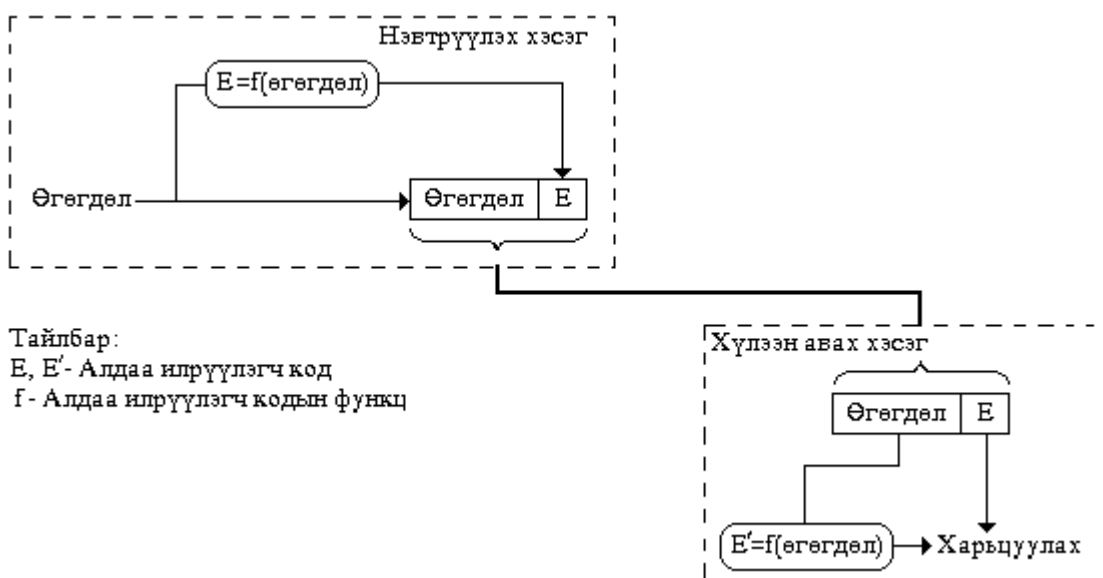 Нэвтрүүлэх хэсэг
E=f(өгөгдөл)
Өгөгдөл
Өгөгдөл E
Тайлбар:
E, E′- Алдаа илрүүлэгч код
f - Алдаа илрүүлэгч кодын функц
Хүлээн авах хэсэг
Өгөгдөл E
E′=f(өгөгдөл)
Харьцуулах